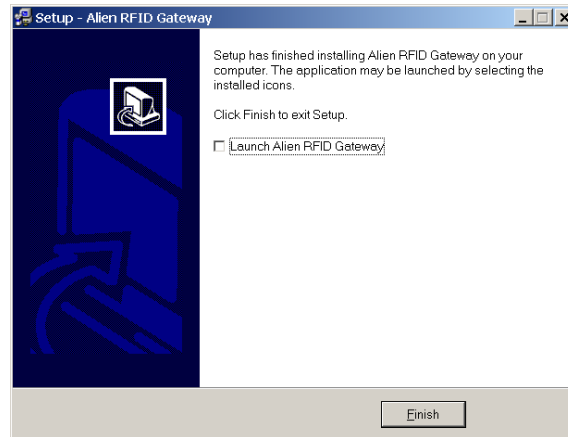 Setup - Alien RFID Gateway
Setup has finished installing Alien RFID Gateway on your
computer. The application may be launched by selecting the
installed icons.
Click Finish to exit Setup.
Launch Alien RFID Gateway
Finish